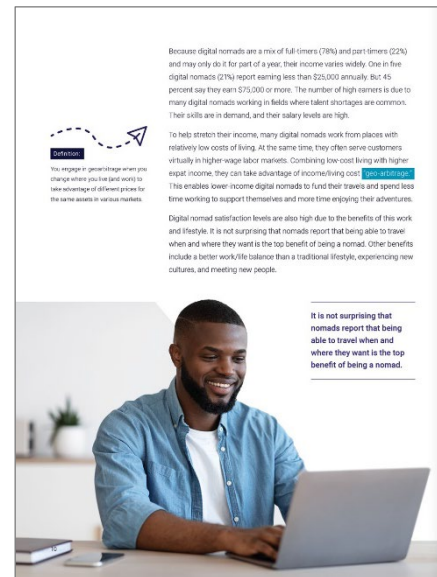 Because digital nomads are a mix of full-timers (78%) and part-timers (22%)
and may only do it for part of a year, their income varies widely. One in five
digital nomads (21%) report earning less than $25,000 annually. But 45
percent say they earn $75,000 or more. The number of high earners is due to
many digital nomads working in fields where talent shortages are common.
Their skills are in demand, and their salary levels are high.
To help stretch their income, many digital nomads work from places with
relatively low costs of living. At the same time, they often serve customers
virtually in higher-wage labor markets. Combining low-cost living with higher
expat income, they can take advantage of income/living cost "geo-arbitrage."
This enables lower-income digital nomads to fund their travels and spend less
time working to support themselves and more time enjoying their adventures.
Digital nomad satisfaction levels are also high due to the benefits of this work
and lifestyle. It is not surprising that nomads report that being able to travel
when and where they want is the top benefit of being a nomad. Other benefits
include a better work/life balance than a traditional lifestyle, experiencing new
cultures, and meeting new people.
Definition:
You engage in geoarbitrage when you
change where you live (and work) to
take advantage of different prices for
the same assets in various markets.
It is not surprising that
nomads report that being
able to travel when and
where they want is the top
benefit of being a nomad.